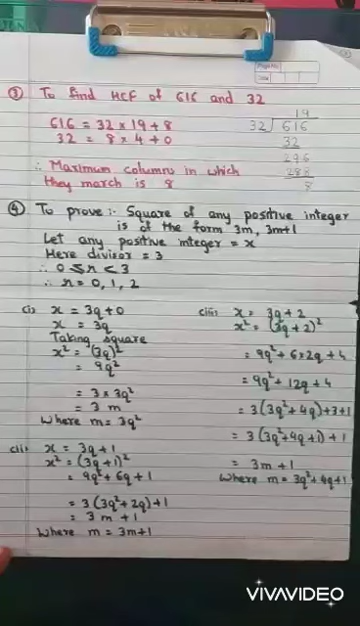 Page No.
Date
③ To find HCF of 616 and 32
616 = 32 x 19 + 8
32 = 8 x 4 + 0
∴ Maximum columns in which they march is 8
19
32 ) 616
32
296
288
8
④ To prove :- Square of any positive integer
is of the form 3m, 3m+1
Let any positive integer = x
Here divisor = 3
∴ 0 ≤ r < 3
∴ r = 0, 1, 2
(i) x = 3q+0
x = 3q
Taking square
x² = (3q)²
= 9q²
= 3 x 3q²
= 3 m
Where m = 3q²
(ii) x = 3q+1
x² = (3q+1)²
= 9q² + 6q + 1
= 3 (3q²+2q)+1
= 3 m + 1
Where m = 3m+1
(iii) x = 3q+2
x² = (3q+2)²
= 9q² + 6x2q + 4
= 9q² + 12q + 4
= 3 (3q²+4q)+3+1
= 3 (3q²+4q+1) + 1
= 3m + 1
Where m = 3q²+4q+1
VIVAVIDEO